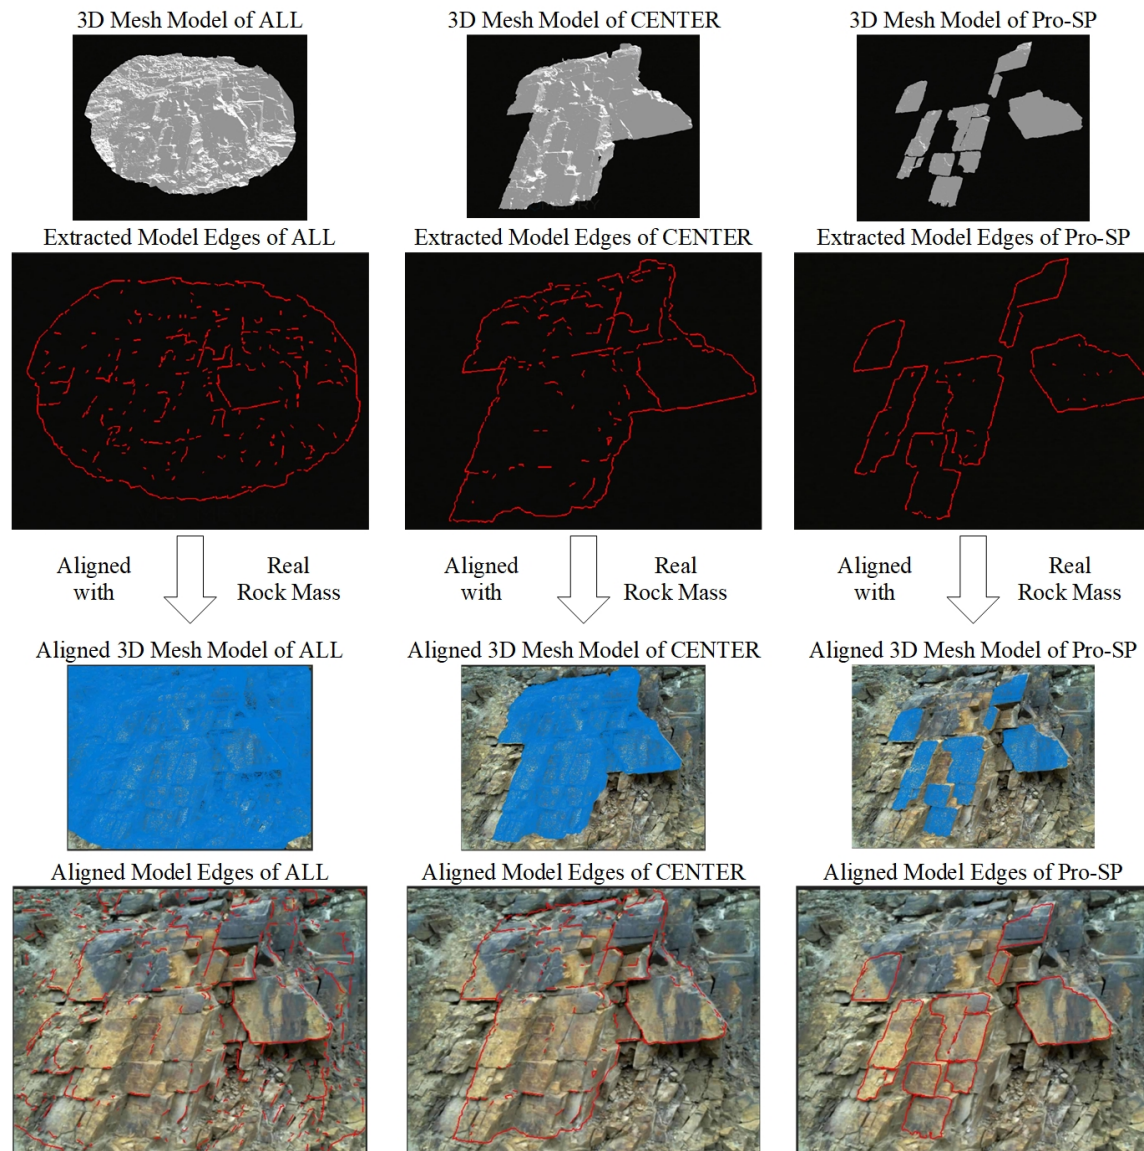 3D Mesh Model of ALL
3D Mesh Model of CENTER
3D Mesh Model of Pro-SP
Extracted Model Edges of ALL
Extracted Model Edges of CENTER
Extracted Model Edges of Pro-SP
Aligned with
Real Rock Mass
Aligned with
Real Rock Mass
Aligned with
Real Rock Mass
Aligned 3D Mesh Model of ALL
Aligned 3D Mesh Model of CENTER
Aligned 3D Mesh Model of Pro-SP
Aligned Model Edges of ALL
Aligned Model Edges of CENTER
Aligned Model Edges of Pro-SP